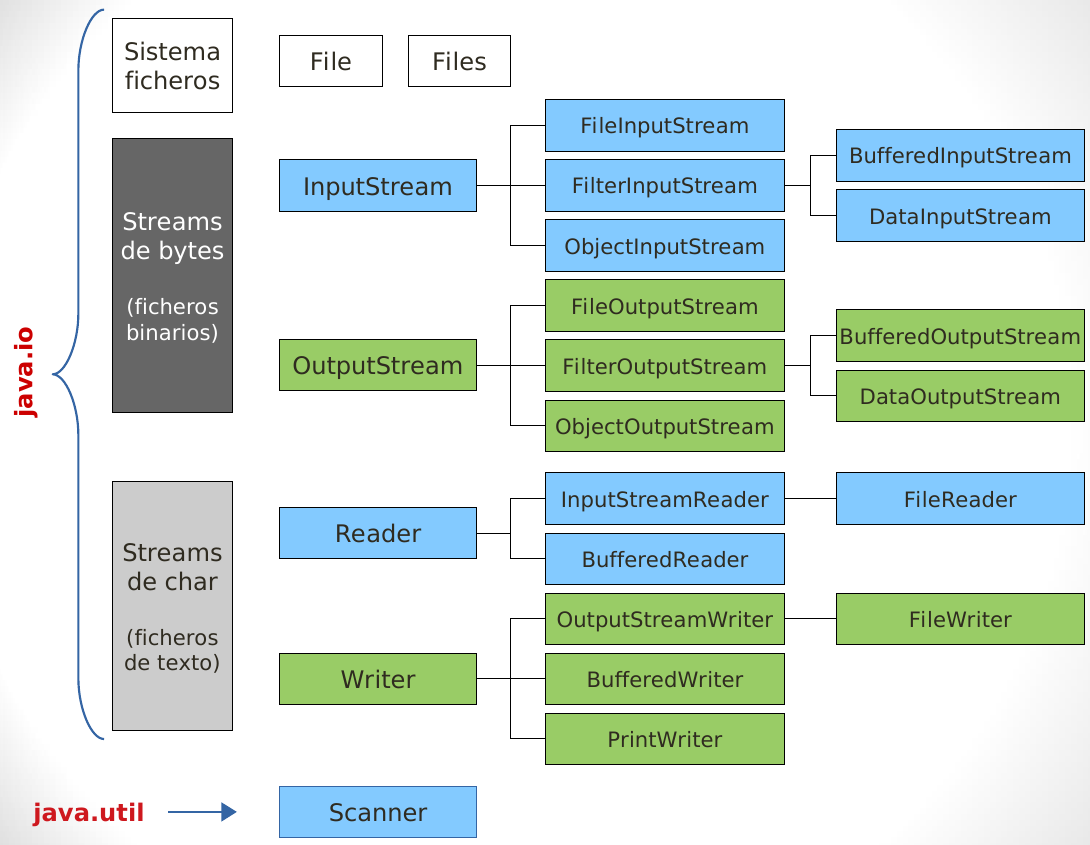 Sistema
ficheros
File
Files
Streams
de bytes
(ficheros
binarios)
InputStream
FileInputStream
FilterInputStream
ObjectInputStream
BufferedInputStream
DataInputStream
OutputStream
FileOutputStream
FilterOutputStream
ObjectOutputStream
BufferedOutputStream
DataOutputStream
java.io
Streams
de char
(ficheros
de texto)
Reader
InputStreamReader
BufferedReader
FileReader
Writer
OutputStreamWriter
BufferedWriter
PrintWriter
FileWriter
java.util
Scanner